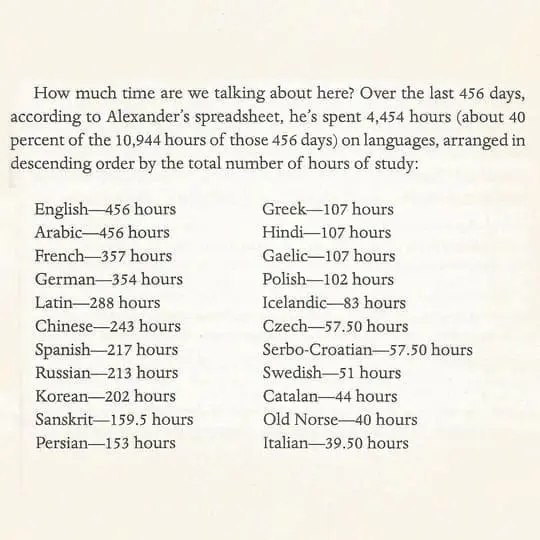 How much time are we talking about here? Over the last 456 days,
according to Alexander's spreadsheet, he's spent 4,454 hours (about 40
percent of the 10,944 hours of those 456 days) on languages, arranged in
descending order by the total number of hours of study:
English—456 hours
Arabic—456 hours
French—357 hours
German—354 hours
Latin—288 hours
Chinese—243 hours
Spanish—217 hours
Russian—213 hours
Korean—202 hours
Sanskrit—159.5 hours
Persian—153 hours
Greek—107 hours
Hindi—107 hours
Gaelic—107 hours
Polish—102 hours
Icelandic—83 hours
Czech—57.50 hours
Serbo-Croatian—57.50 hours
Swedish—51 hours
Catalan—44 hours
Old Norse—40 hours
Italian—39.50 hours